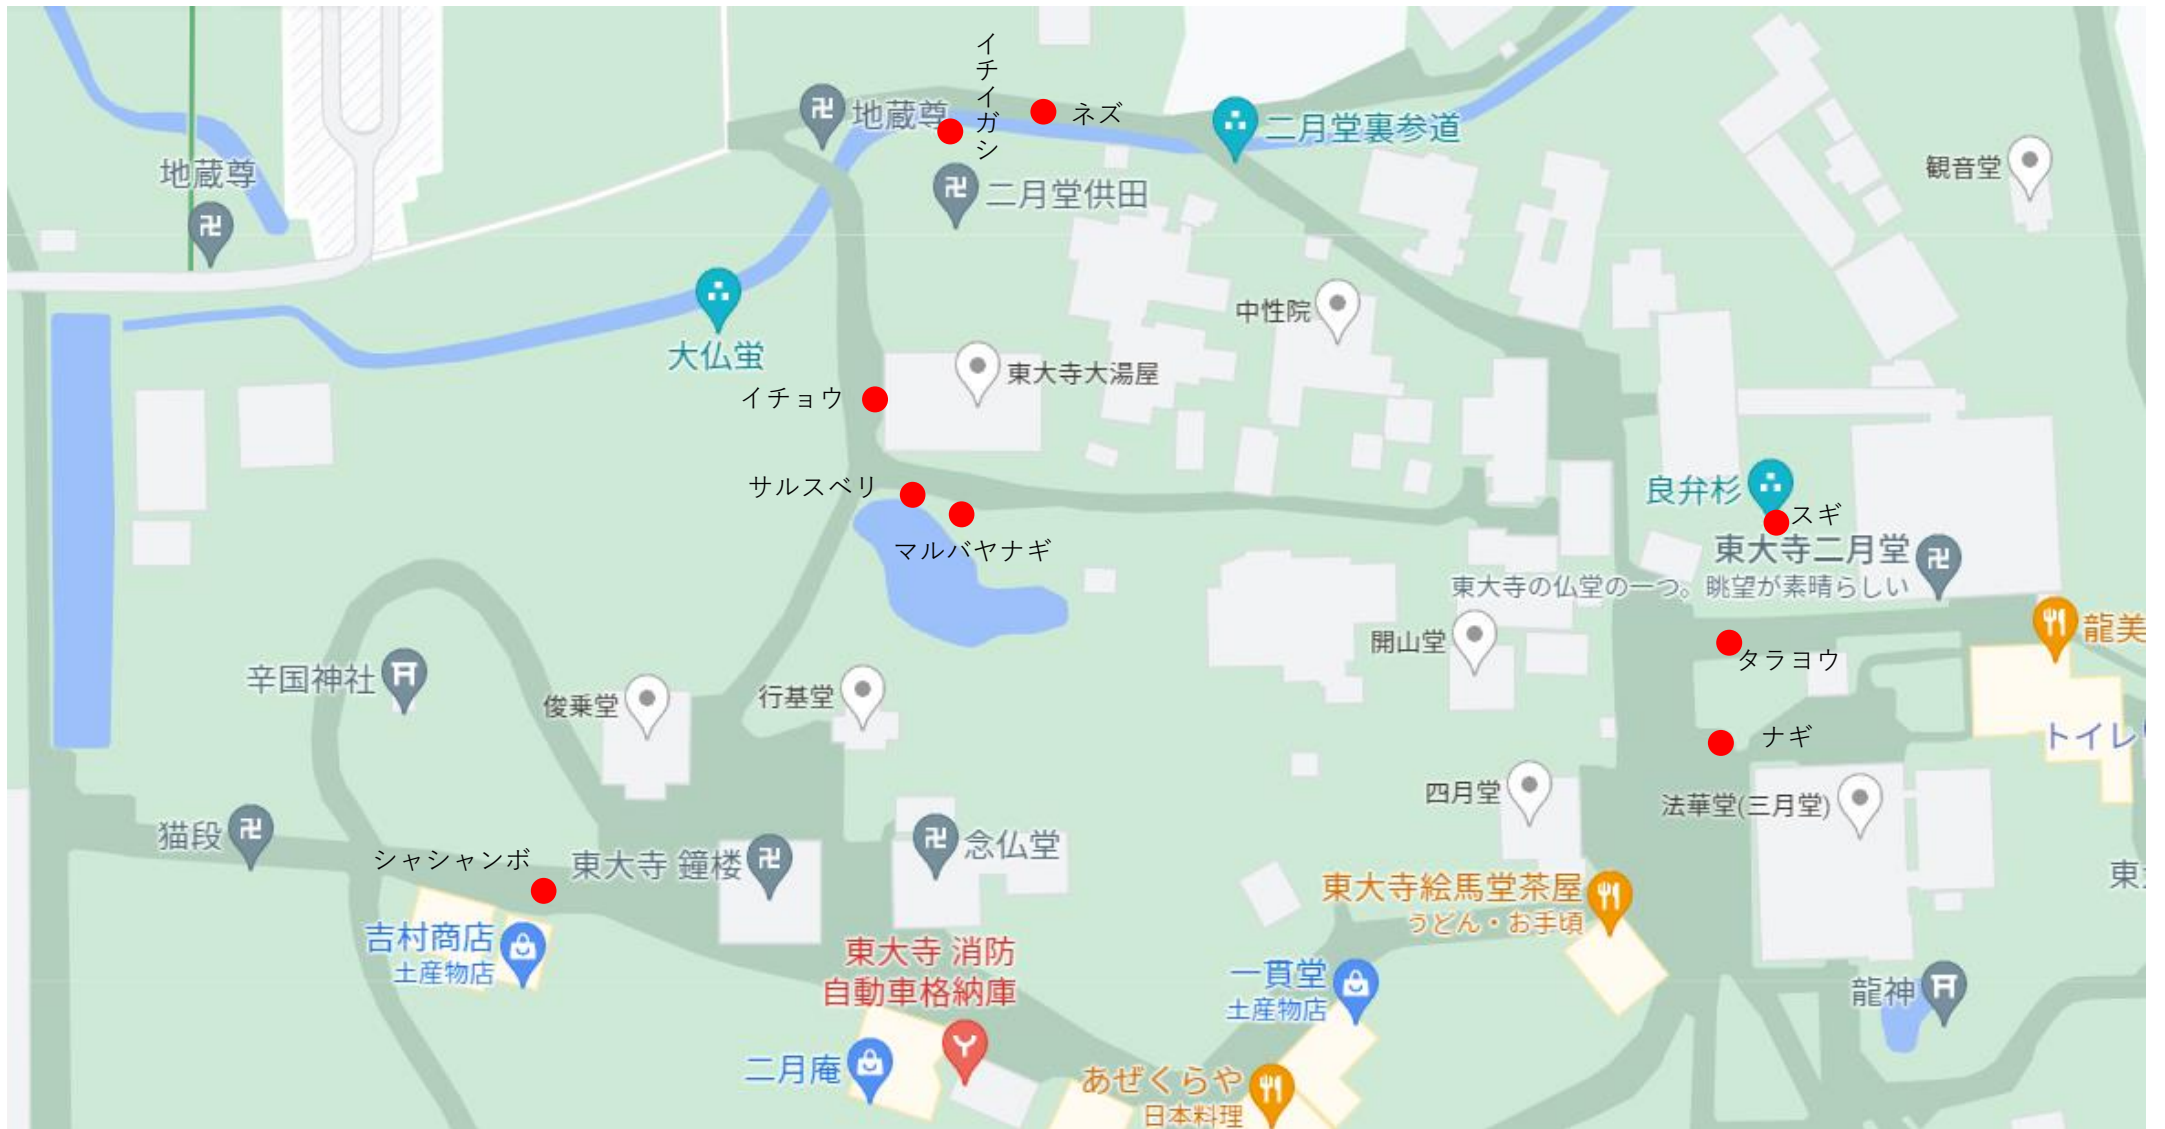 イチイガシ
地蔵尊
ネズ
二月堂裏参道
地蔵尊
二月堂供田
観音堂
大仏蛍
中性院
東大寺大湯屋
イチョウ
サルスベリ
マルバヤナギ
良弁杉
スギ
東大寺二月堂
東大寺の仏堂の一つ。眺望が素晴らしい
龍美
開山堂
タラヨウ
辛国神社
俊乗堂
行基堂
ナギ
トイレ
四月堂
法華堂(三月堂)
猫段
シャシャンボ
東大寺 鐘楼
念仏堂
東大寺絵馬堂茶屋
うどん・お手頃
東
吉村商店
土産物店
東大寺 消防
自動車格納庫
一貫堂
土産物店
龍神
二月庵
あぜくらや
日本料理